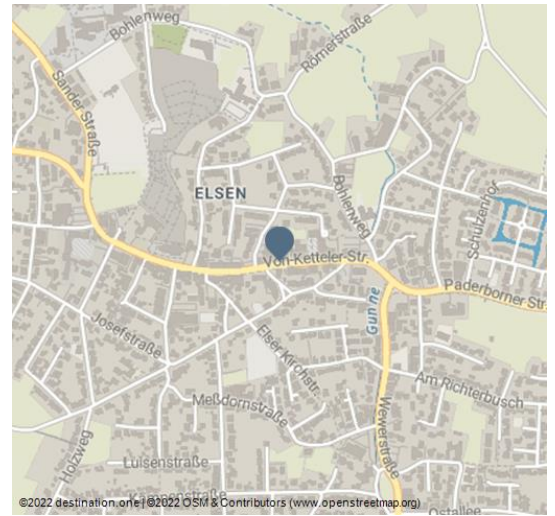 Bohlenweg
Römerstraße
Sander Straße
ELSEN
Bohlenweg
Schulzenhof
Von-Ketteler-Str.
Paderborner Str
Gunne
Josefstraße
Elser Kirchstr.
Am Richterbusch
Meßdornstraße
Wewerstraße
Holzweg
Luisenstraße
Ostallee
©2022 destination.one | ©2022 OSM & Contributors (www.openstreetmap.org)